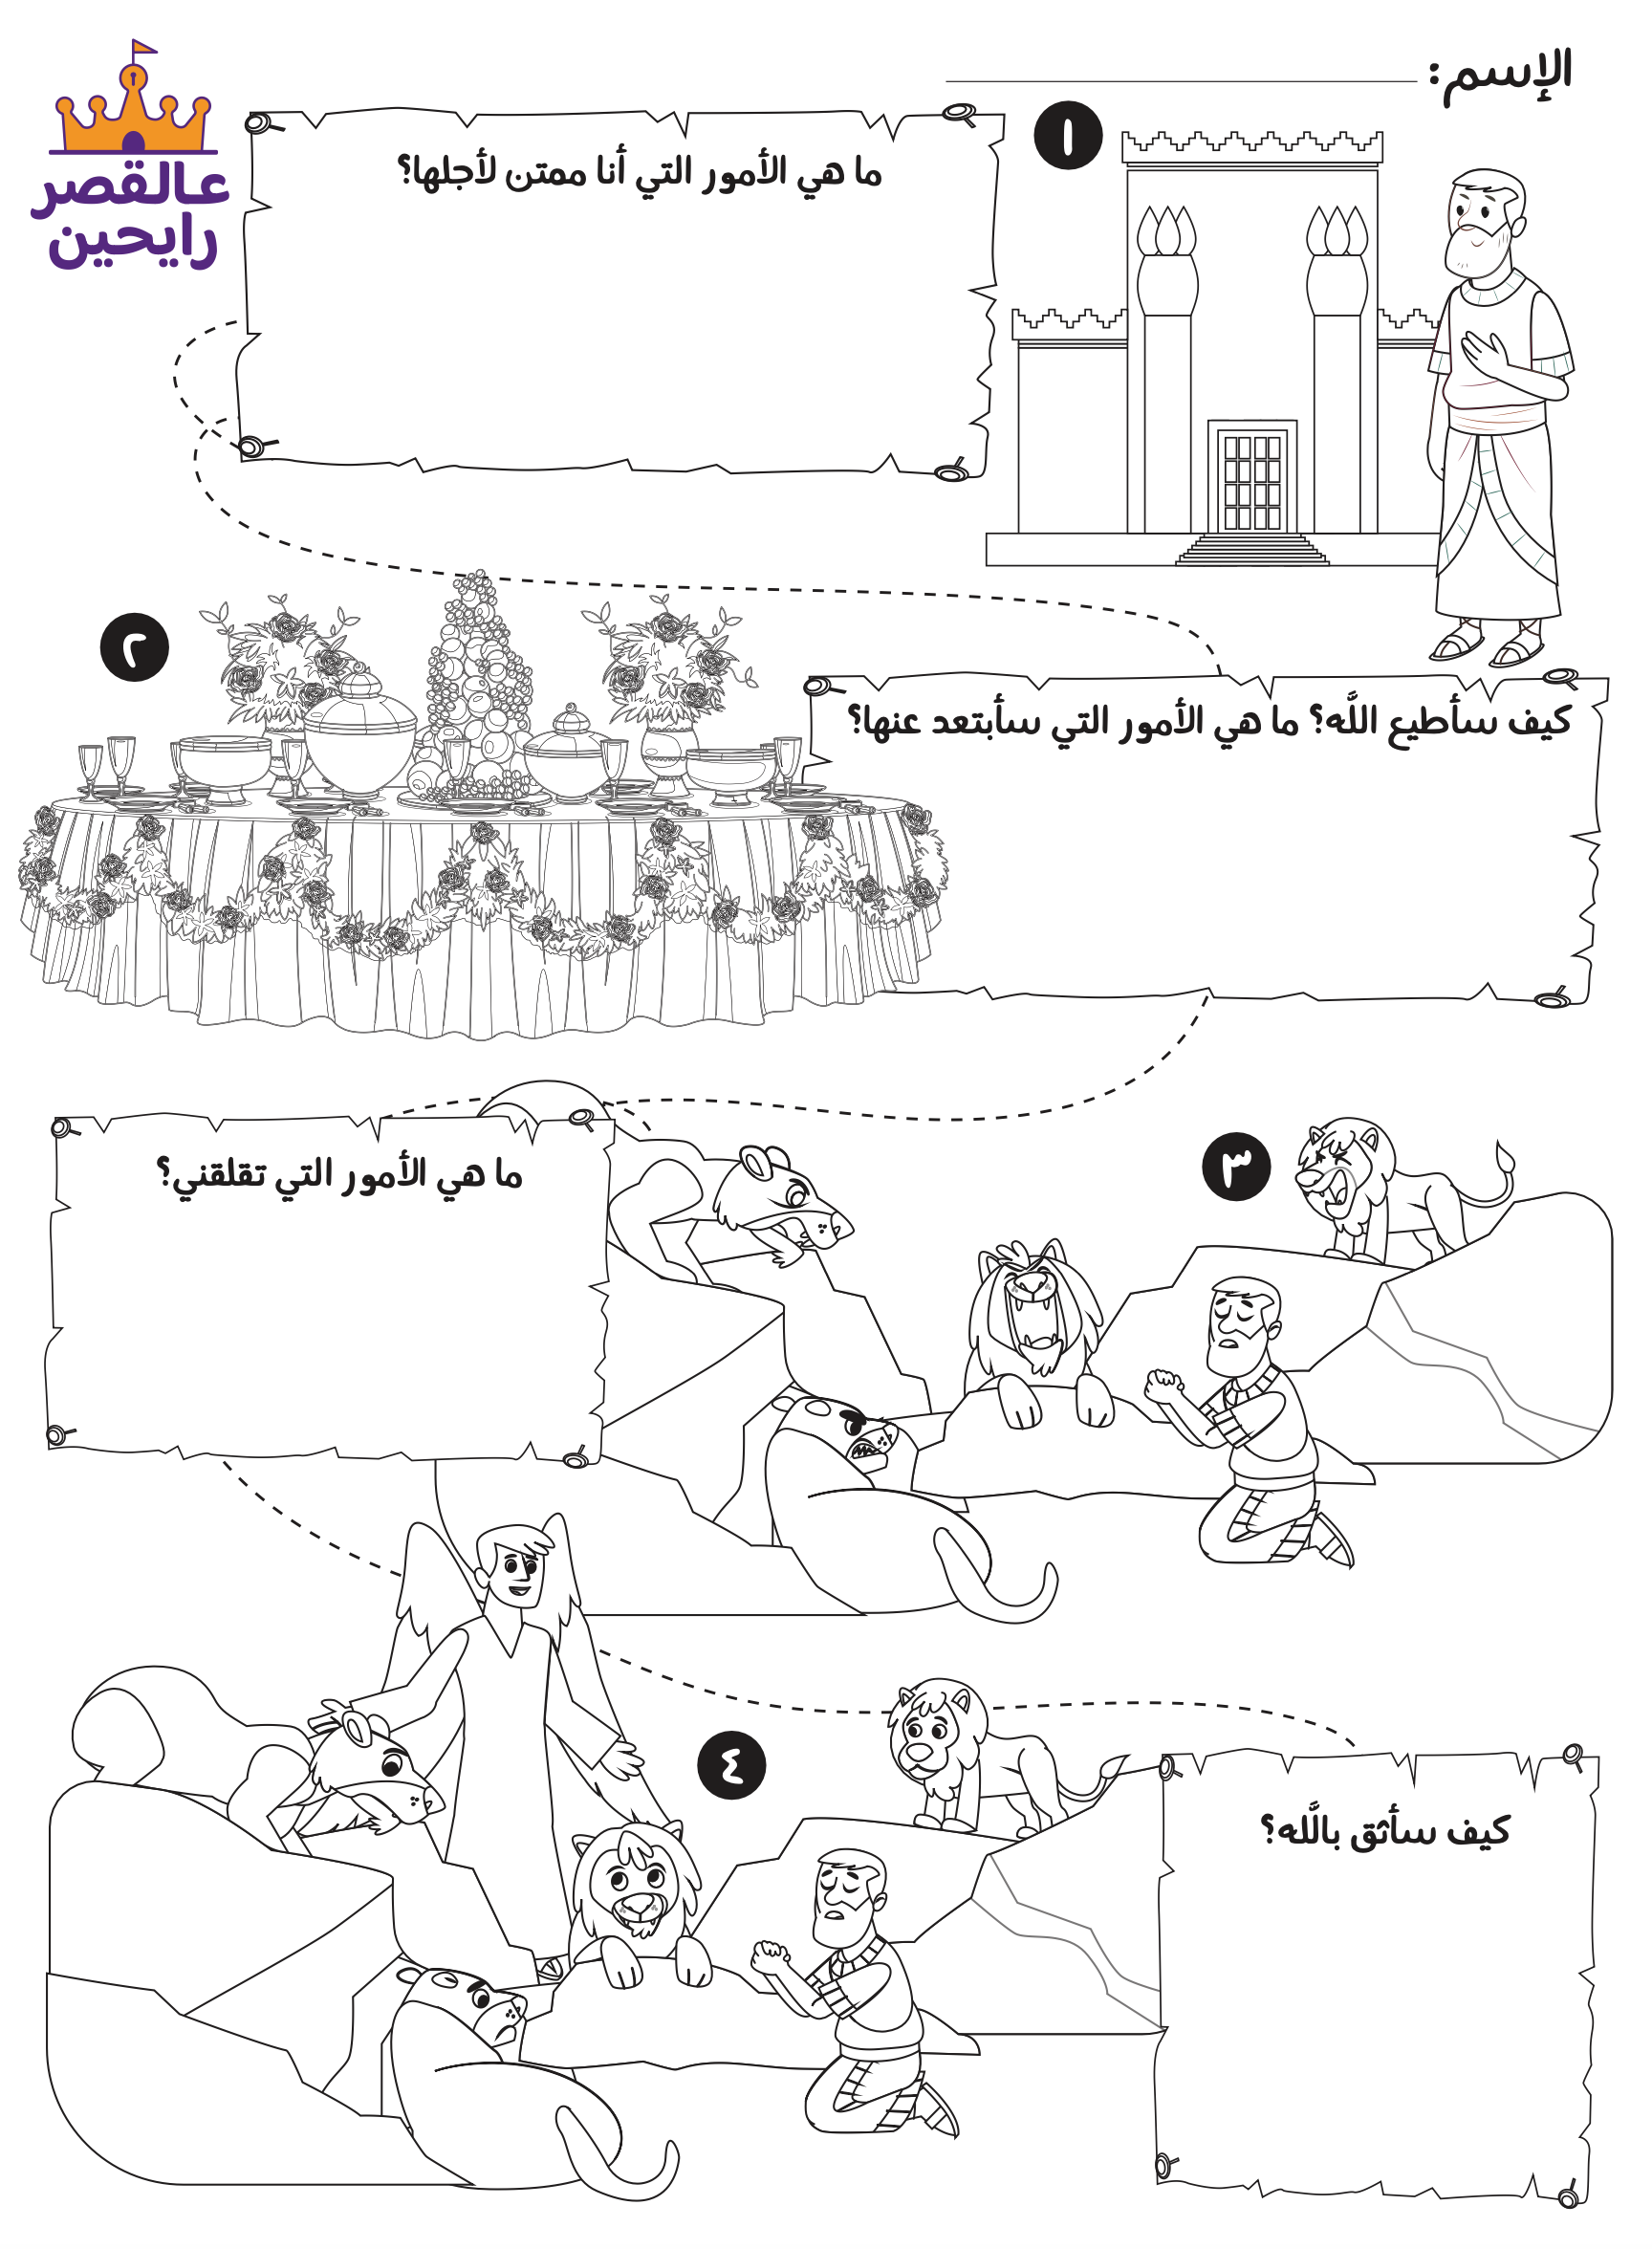 الإسم:
عالقصر
رايحين
١
ما هي الأمور التي أنا ممتن لأجلها؟
٢
كيف سأطيع اللَّه؟ ما هي الأمور التي سأبتعد عنها؟
٣
ما هي الأمور التي تقلقني؟
٤
كيف سأثق باللَّه؟